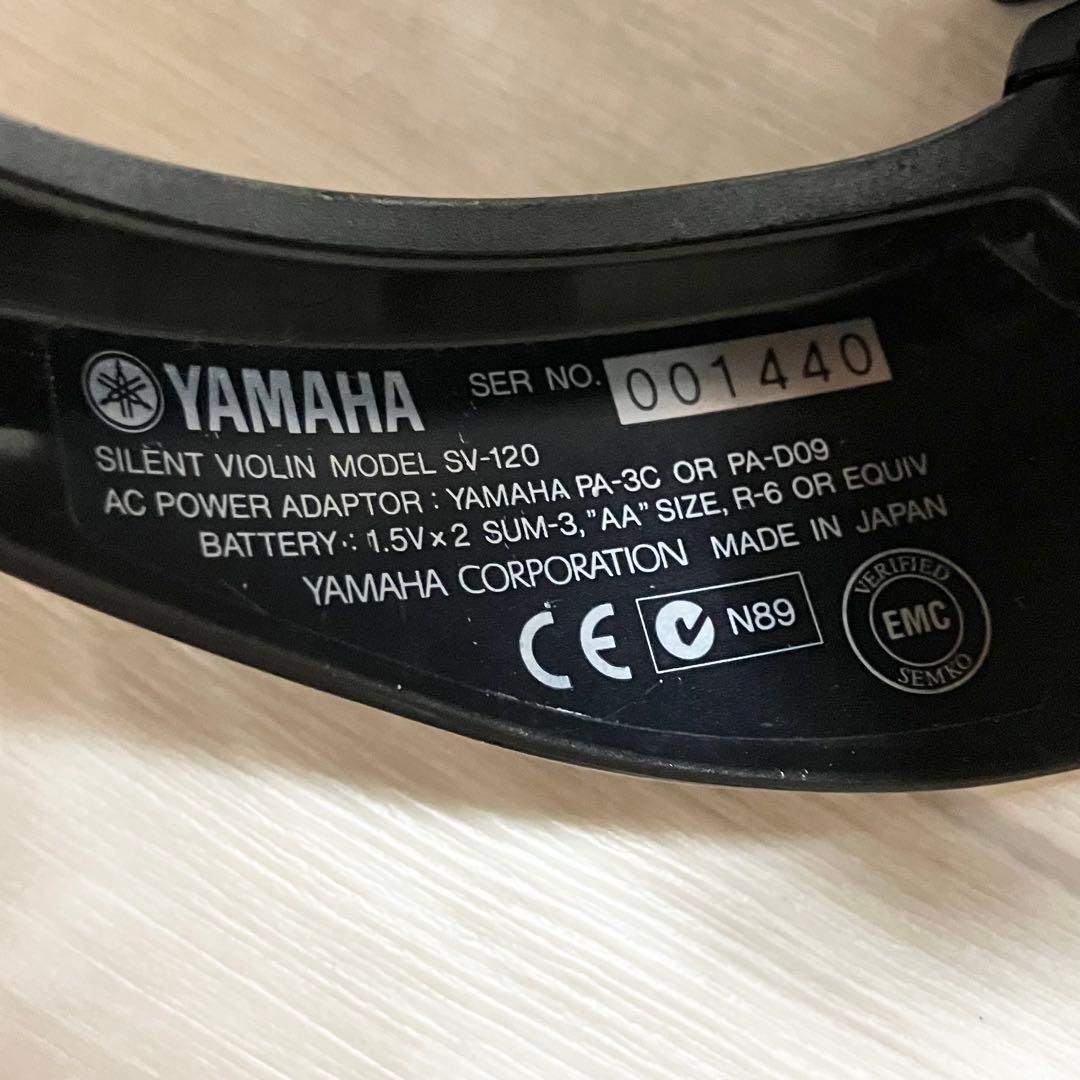 YAMAHA SER NO. 001440
SILENT VIOLIN MODEL SV-120
AC POWER ADAPTOR : YAMAHA PA-3C OR PA-D09
BATTERY : 1.5V×2 SUM-3, "AA" SIZE, R-6 OR EQUIV
YAMAHA CORPORATION MADE IN JAPAN
CE N89
VERIFIED
EMC
SEMKO